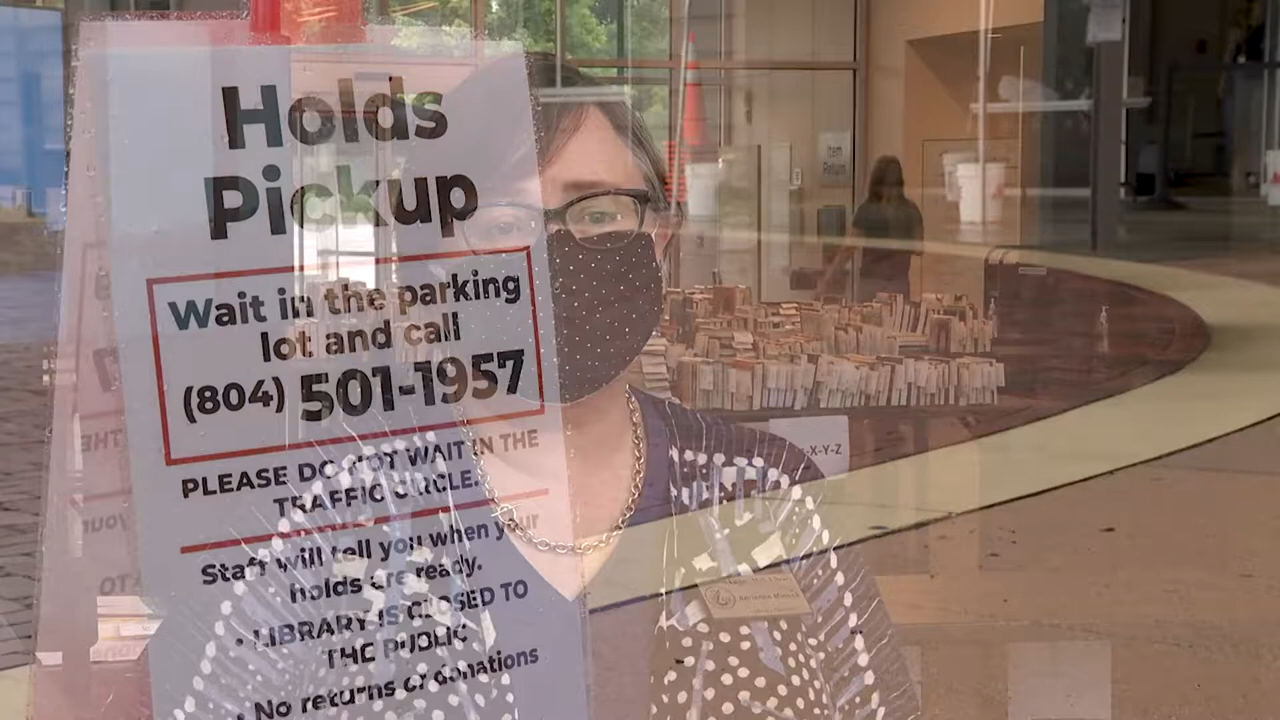 Holds
Pickup
Wait in the parking
lot and call
(804) 501-1957
PLEASE DO NOT WAIT IN THE
TRAFFIC CIRCLE.
Staff will tell you when your
holds are ready.
• LIBRARY IS CLOSED TO
THE PUBLIC
• No returns or donations
Item
Return
-X-Y-Z